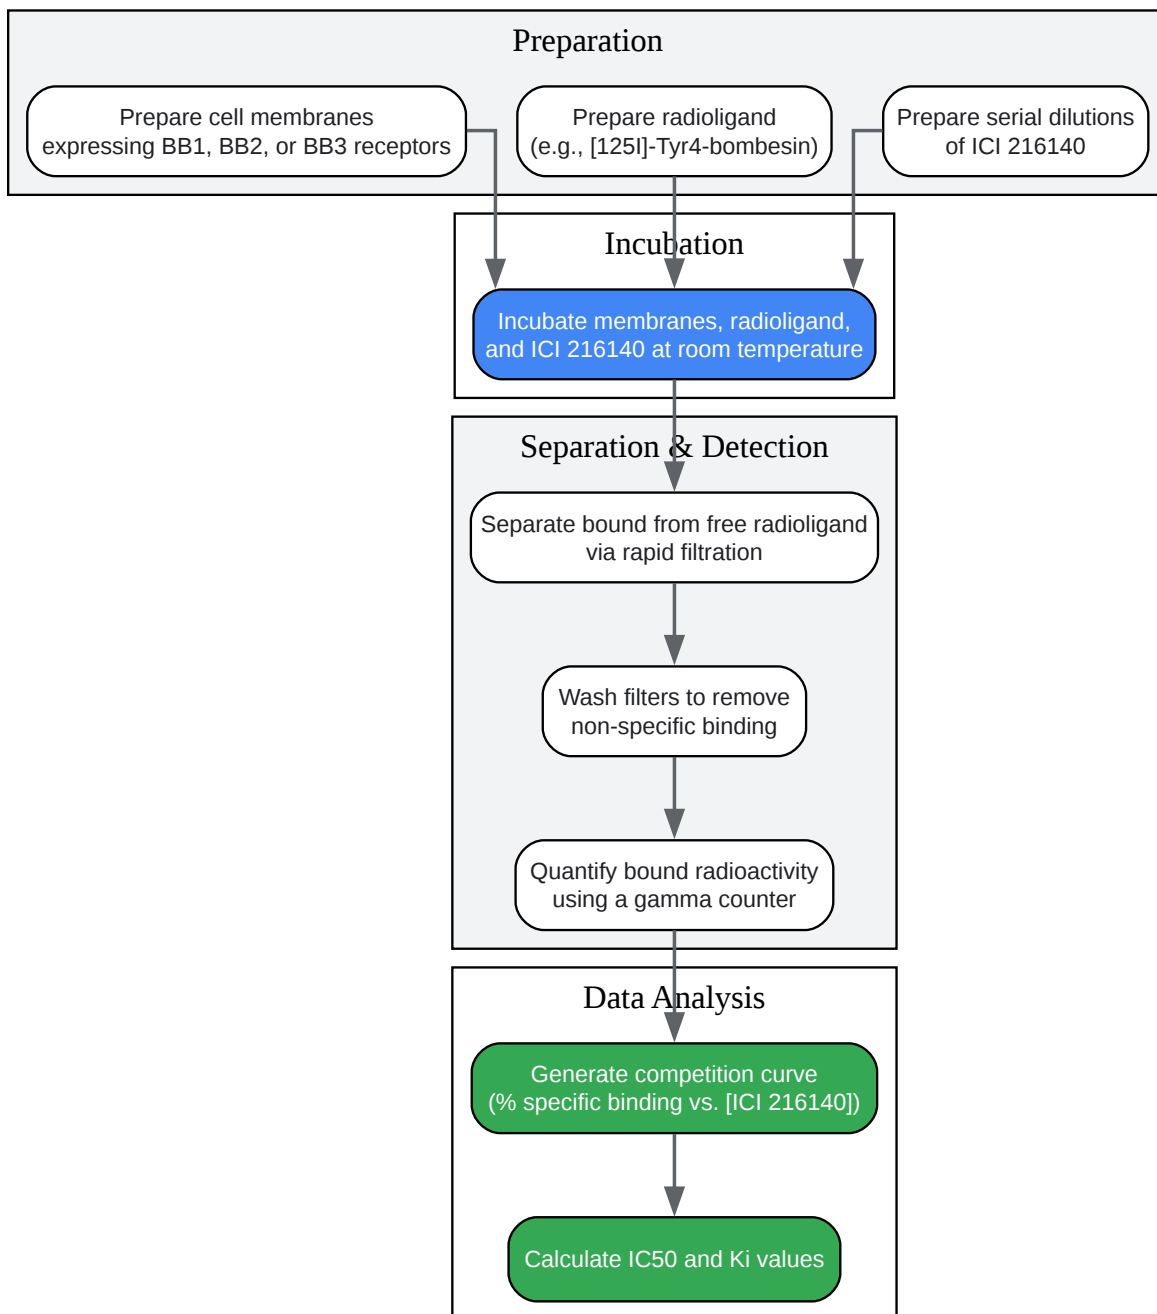 Preparation
Prepare cell membranes
expressing BB1, BB2, or BB3 receptors
Prepare radioligand
(e.g., [125I]-Tyr4-bombesin)
Prepare serial dilutions
of ICI 216140
Incubation
Incubate membranes, radioligand,
and ICI 216140 at room temperature
Separation & Detection
Separate bound from free radioligand
via rapid filtration
Wash filters to remove
non-specific binding
Quantify bound radioactivity
using a gamma counter
Data Analysis
Generate competition curve
(% specific binding vs. [ICI 216140])
Calculate IC50 and Ki values